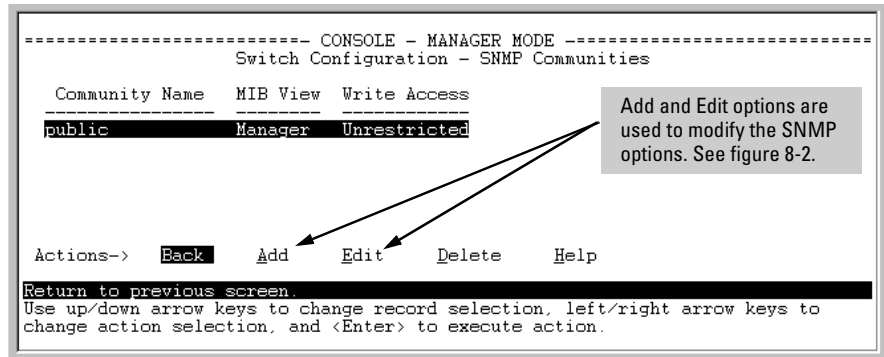 ==========================- CONSOLE - MANAGER MODE -============================
Switch Configuration - SNMP Communities
Community Name MIB View Write Access
---------------- -------- ------------
public Manager Unrestricted
Add and Edit options are
used to modify the SNMP
options. See figure 8-2.
Actions-> Back Add Edit Delete Help
Return to previous screen.
Use up/down arrow keys to change record selection, left/right arrow keys to
change action selection, and <Enter> to execute action.